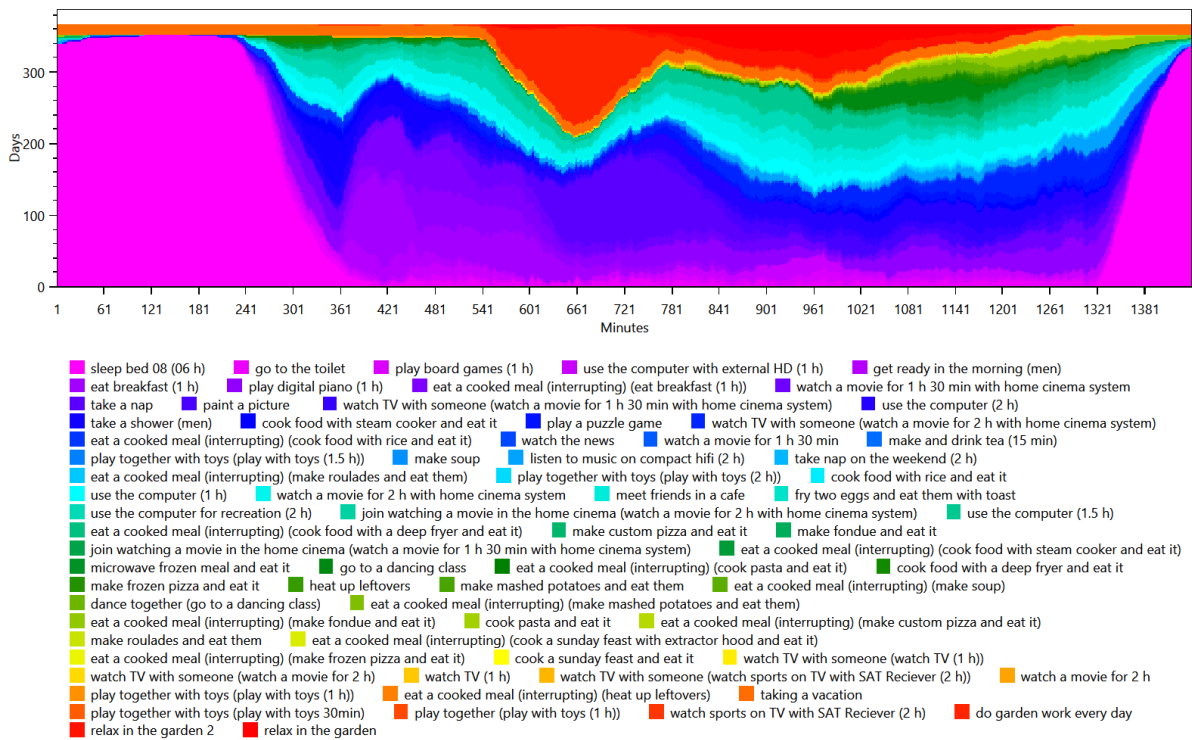 300
200
100
0
Days
1 61 121 181 241 301 361 421 481 541 601 661 721 781 841 901 961 1021 1081 1141 1201 1261 1321 1381
Minutes
sleep bed 08 (06 h) go to the toilet play board games (1 h) use the computer with external HD (1 h) get ready in the morning (men)
eat breakfast (1 h) play digital piano (1 h) eat a cooked meal (interrupting) (eat breakfast (1 h)) watch a movie for 1 h 30 min with home cinema system
take a nap paint a picture watch TV with someone (watch a movie for 1 h 30 min with home cinema system) use the computer (2 h)
take a shower (men) cook food with steam cooker and eat it play a puzzle game watch TV with someone (watch a movie for 2 h with home cinema system)
eat a cooked meal (interrupting) (cook food with rice and eat it) watch the news watch a movie for 1 h 30 min make and drink tea (15 min)
play together with toys (play with toys (1.5 h)) make soup listen to music on compact hifi (2 h) take nap on the weekend (2 h)
eat a cooked meal (interrupting) (make roulades and eat them) play together with toys (play with toys (2 h)) cook food with rice and eat it
use the computer (1 h) watch a movie for 2 h with home cinema system meet friends in a cafe fry two eggs and eat them with toast
use the computer for recreation (2 h) join watching a movie in the home cinema (watch a movie for 2 h with home cinema system) use the computer (1.5 h)
eat a cooked meal (interrupting) (cook food with a deep fryer and eat it) make custom pizza and eat it make fondue and eat it
join watching a movie in the home cinema (watch a movie for 1 h 30 min with home cinema system) eat a cooked meal (interrupting) (cook food with steam cooker and eat it)
microwave frozen meal and eat it go to a dancing class eat a cooked meal (interrupting) (cook pasta and eat it) cook food with a deep fryer and eat it
make frozen pizza and eat it heat up leftovers make mashed potatoes and eat them eat a cooked meal (interrupting) (make soup)
dance together (go to a dancing class) eat a cooked meal (interrupting) (make mashed potatoes and eat them)
eat a cooked meal (interrupting) (make fondue and eat it) cook pasta and eat it eat a cooked meal (interrupting) (make custom pizza and eat it)
make roulades and eat them eat a cooked meal (interrupting) (cook a sunday feast with extractor hood and eat it)
eat a cooked meal (interrupting) (make frozen pizza and eat it) cook a sunday feast and eat it watch TV with someone (watch TV (1 h))
watch TV with someone (watch a movie for 2 h) watch TV (1 h) watch TV with someone (watch sports on TV with SAT Reciever (2 h)) watch a movie for 2 h
play together with toys (play with toys (1 h)) eat a cooked meal (interrupting) (heat up leftovers) taking a vacation
play together with toys (play with toys 30min) play together (play with toys (1 h)) watch sports on TV with SAT Reciever (2 h) do garden work every day
relax in the garden 2 relax in the garden